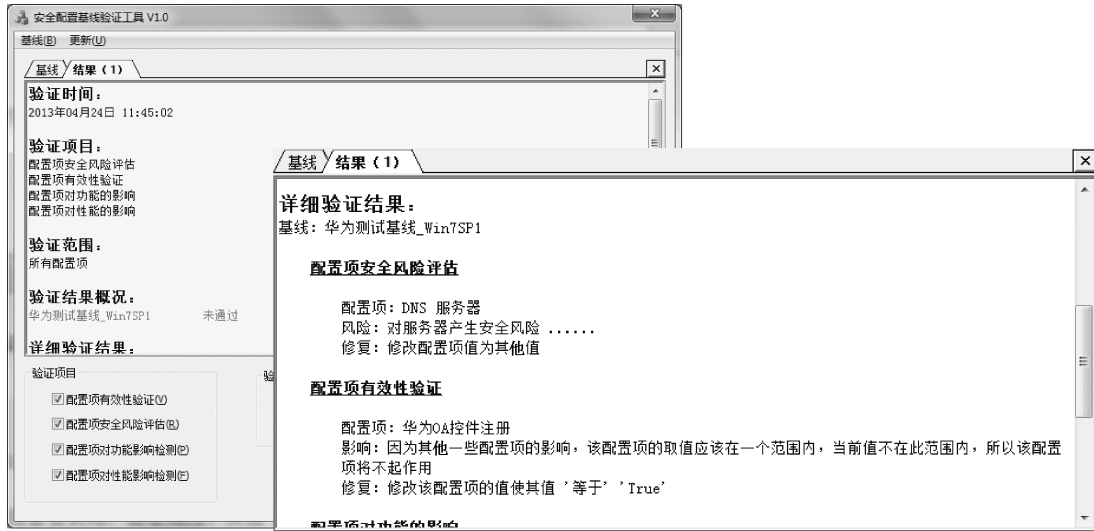 安全配置基线验证工具 V1.0
基线(B) 更新(U)
基线 结果 (1)
验证时间:
2013年04月24日 11:45:02
验证项目:
配置项安全风险评估
配置项有效性验证
配置项对功能的影响
配置项对性能的影响
验证范围:
所有配置项
验证结果概况:
华为测试基线_Win7SP1 未通过
详细验证结果:
验证项目
配置项有效性验证(V)
配置项安全风险评估(R)
配置项对功能影响检测(P)
配置项对性能影响检测(E)
基线 结果 (1)
详细验证结果:
基线: 华为测试基线_Win7SP1
配置项安全风险评估
配置项: DNS 服务器
风险: 对服务器产生安全风险 ......
修复: 修改配置项值为其他值
配置项有效性验证
配置项: 华为OA控件注册
影响: 因为其他一些配置项的影响, 该配置项的取值应该在一个范围内, 当前值不在此范围内, 所以该配置
项将不起作用
修复: 修改该配置项的值使其值 '等于' 'True'
配置项对功能的影响